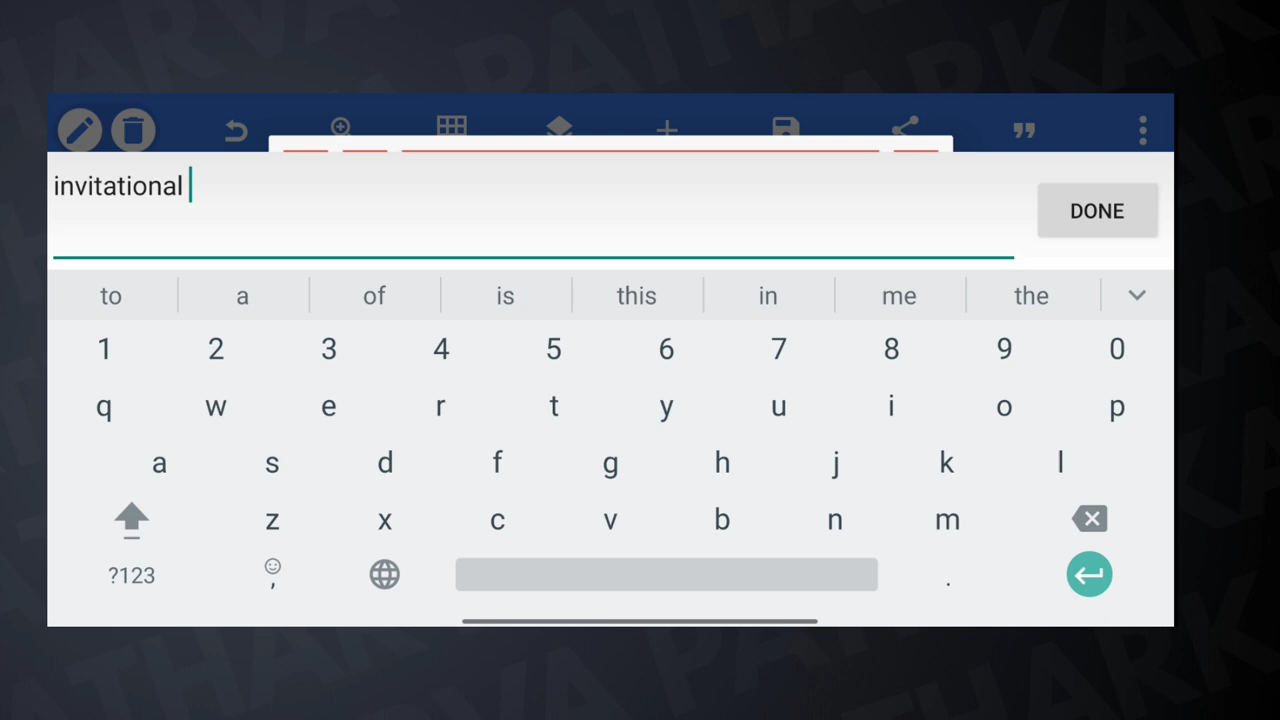 invitational
DONE
to a of is this in me the
1 2 3 4 5 6 7 8 9 0
q w e r t y u i o p
a s d f g h j k l
z x c v b n m
?123 , .